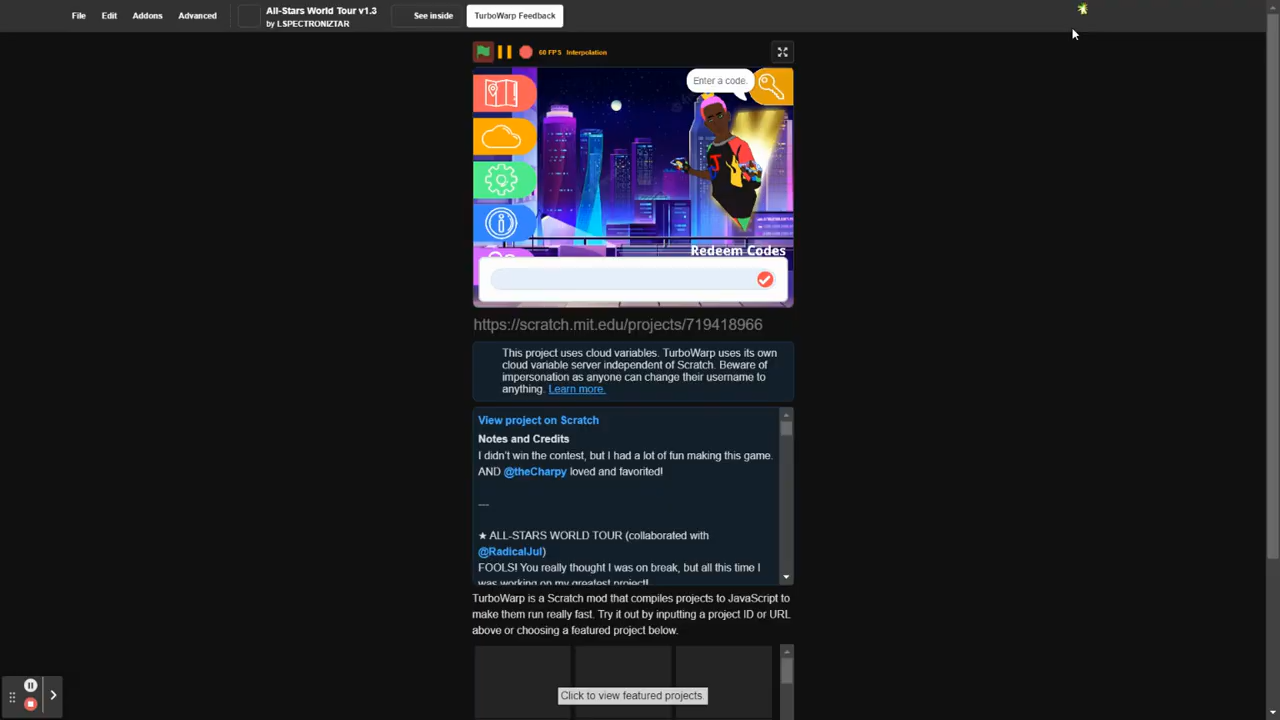 File
Edit
Addons
Advanced
All-Stars World Tour v1.3
by LSPECTRONIZTAR
See inside
TurboWarp Feedback
60 FPS
Interpolation
Enter a code.
Redeem Codes
https://scratch.mit.edu/projects/719418966
This project uses cloud variables. TurboWarp uses its own
cloud variable server independent of Scratch. Beware of
impersonation as anyone can change their username to
anything. Learn more.
View project on Scratch
Notes and Credits
I didn't win the contest, but I had a lot of fun making this game.
AND @theCharpy loved and favorited!
---
★ ALL-STARS WORLD TOUR (collaborated with
@RadicalJul)
FOOLS! You really thought I was on break, but all this time I
was working on my greatest project!
TurboWarp is a Scratch mod that compiles projects to JavaScript to
make them run really fast. Try it out by inputting a project ID or URL
above or choosing a featured project below.
Click to view featured projects.